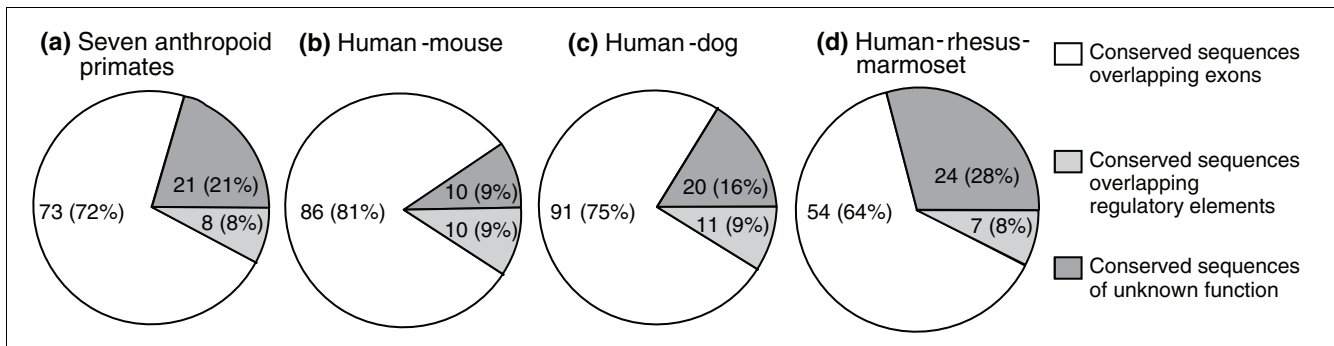 (a) Seven anthropoid
primates
(b) Human-mouse
(c) Human-dog
(d) Human-rhesus-
marmoset
73 (72%)
21 (21%)
8 (8%)
86 (81%)
10 (9%)
10 (9%)
91 (75%)
20 (16%)
11 (9%)
54 (64%)
24 (28%)
7 (8%)
Conserved sequences
overlapping exons
Conserved sequences
overlapping
regulatory elements
Conserved sequences
of unknown function